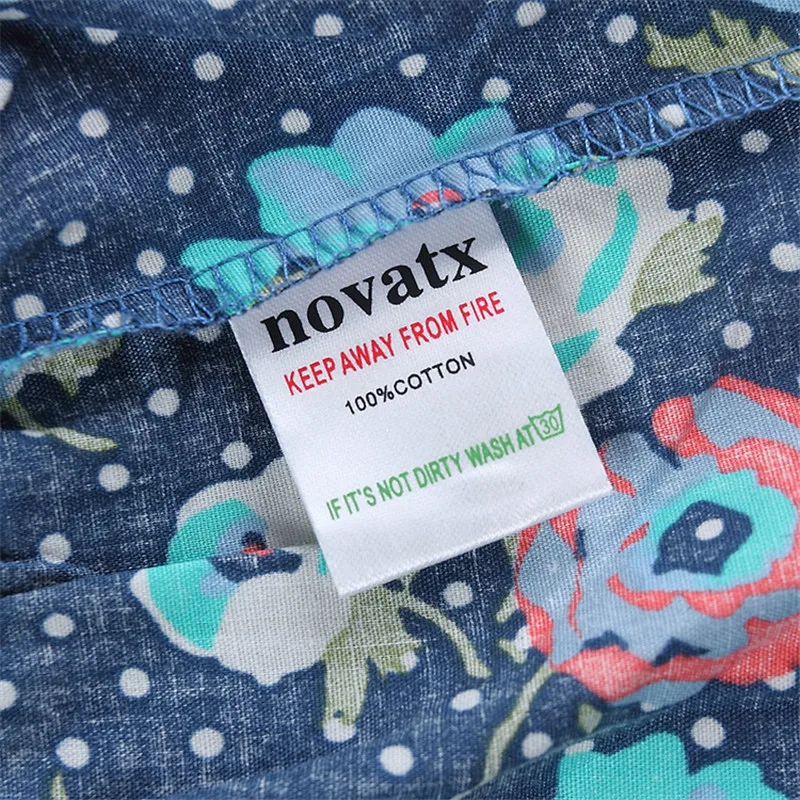 novatx
KEEP AWAY FROM FIRE
100%COTTON
IF IT'S NOT DIRTY WASH AT 30